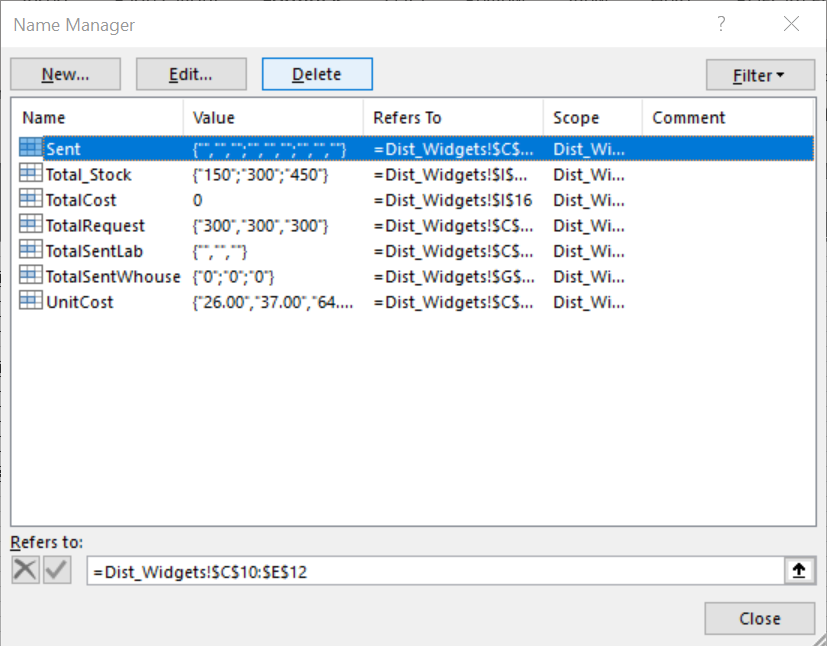 Name Manager ?
New... Edit... Delete Filter
Name Value Refers To Scope Comment
Sent {"","","";"","","";"","",""} =Dist_Widgets!$C$... Dist_Wi...
Total_Stock {"150";"300";"450"} =Dist_Widgets!$I$... Dist_Wi...
TotalCost 0 =Dist_Widgets!$I$16 Dist_Wi...
TotalRequest {"300","300","300"} =Dist_Widgets!$C$... Dist_Wi...
TotalSentLab {"","",""} =Dist_Widgets!$C$... Dist_Wi...
TotalSentWhouse {"0";"0";"0"} =Dist_Widgets!$G$... Dist_Wi...
UnitCost {"26.00","37.00","64.... =Dist_Widgets!$C$... Dist_Wi...
Refers to:
=Dist_Widgets!$C$10:$E$12
Close